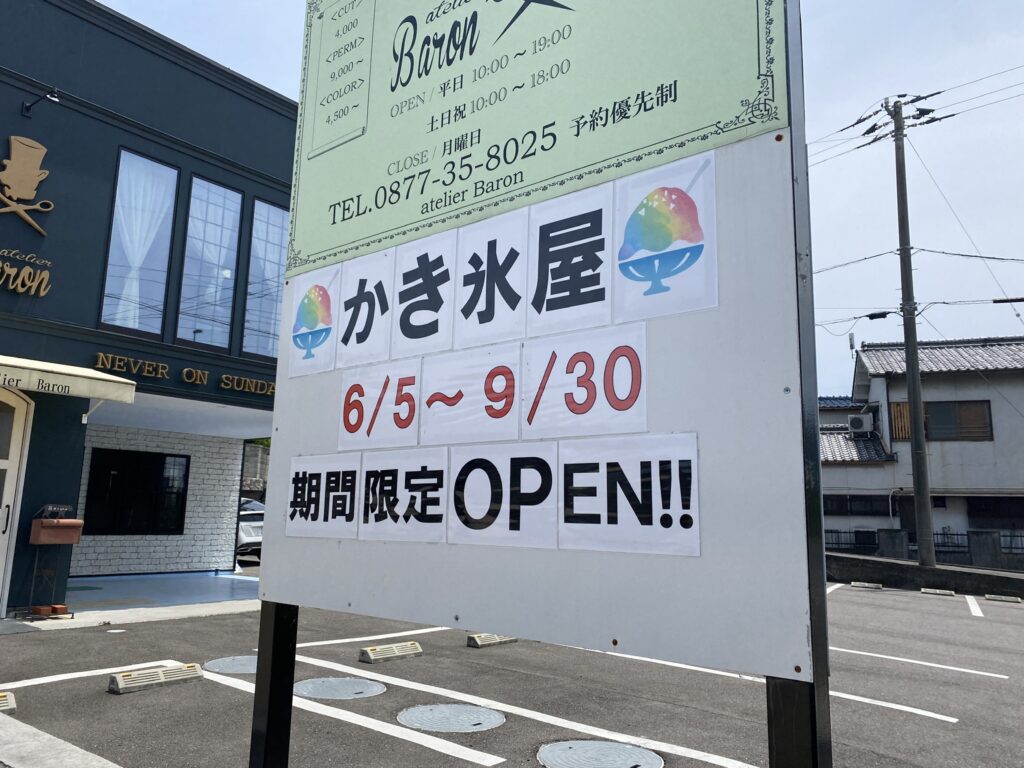 <CUT>
4,000
<PERM>
9,000～
<COLOR>
4,500～
atelier
Baron
OPEN / 平日 10:00～19:00
土日祝 10:00～18:00
CLOSE / 月曜日
TEL.0877-35-8025 予約優先制
atelier Baron
かき氷屋
6/5～9/30
期間限定OPEN!!
atelier
Baron
NEVER ON SUNDA
lier Baron